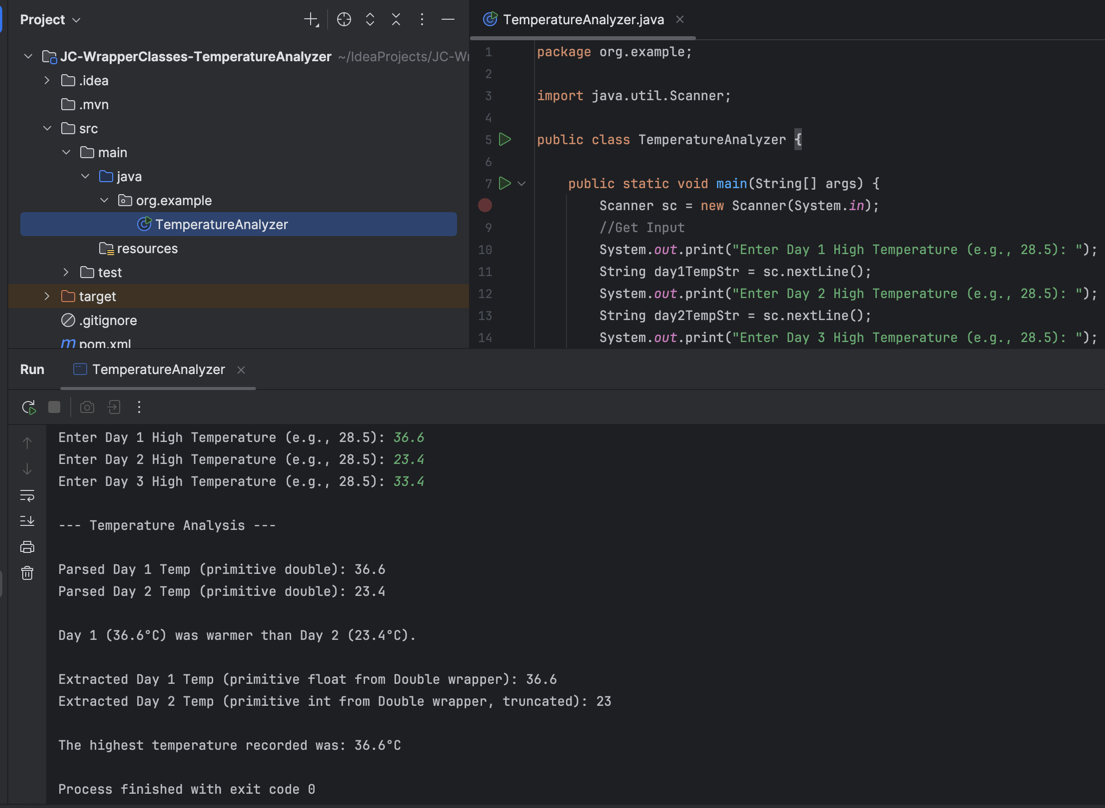 Project
JC-WrapperClasses-TemperatureAnalyzer ~/IdeaProjects/JC-Wr
.idea
.mvn
src
main
java
org.example
TemperatureAnalyzer
resources
test
target
.gitignore
pom.xml
TemperatureAnalyzer.java
1 package org.example;
2
3 import java.util.Scanner;
4
5 public class TemperatureAnalyzer {
6
7 public static void main(String[] args) {
Scanner sc = new Scanner(System.in);
9 //Get Input
10 System.out.print("Enter Day 1 High Temperature (e.g., 28.5): ");
11 String day1TempStr = sc.nextLine();
12 System.out.print("Enter Day 2 High Temperature (e.g., 28.5): ");
13 String day2TempStr = sc.nextLine();
14 System.out.print("Enter Day 3 High Temperature (e.g., 28.5): ");
Run TemperatureAnalyzer
Enter Day 1 High Temperature (e.g., 28.5): 36.6
Enter Day 2 High Temperature (e.g., 28.5): 23.4
Enter Day 3 High Temperature (e.g., 28.5): 33.4
--- Temperature Analysis ---
Parsed Day 1 Temp (primitive double): 36.6
Parsed Day 2 Temp (primitive double): 23.4
Day 1 (36.6°C) was warmer than Day 2 (23.4°C).
Extracted Day 1 Temp (primitive float from Double wrapper): 36.6
Extracted Day 2 Temp (primitive int from Double wrapper, truncated): 23
The highest temperature recorded was: 36.6°C
Process finished with exit code 0